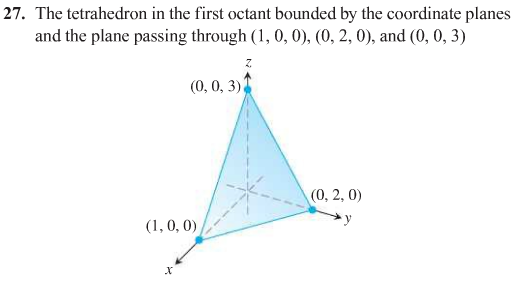 27. The tetrahedron in the first octant bounded by the coordinate planes
and the plane passing through (1, 0, 0), (0, 2, 0), and (0, 0, 3)
z
(0, 0, 3)
(0, 2, 0)
y
(1, 0, 0)
x